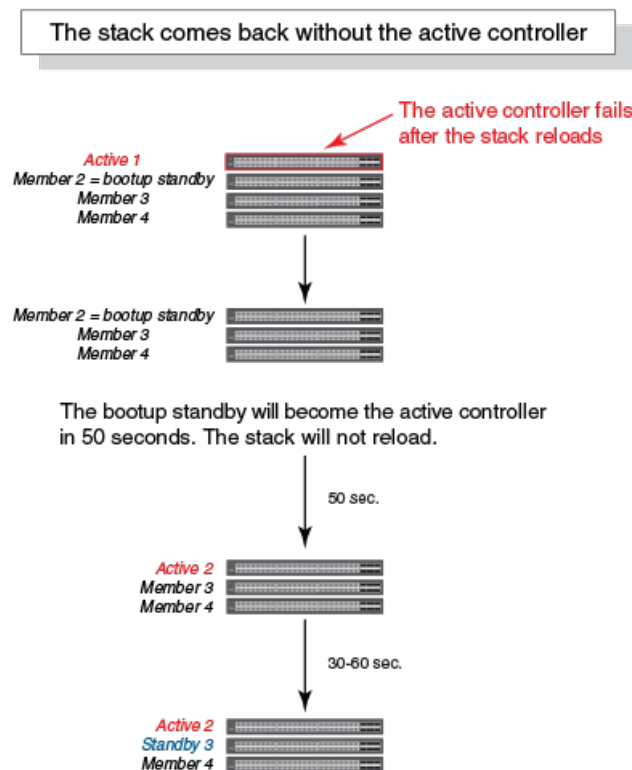 The stack comes back without the active controller
The active controller fails
after the stack reloads
Active 1
Member 2 = bootup standby
Member 3
Member 4
Member 2 = bootup standby
Member 3
Member 4
The bootup standby will become the active controller
in 50 seconds. The stack will not reload.
50 sec.
Active 2
Member 3
Member 4
30-60 sec.
Active 2
Standby 3
Member 4